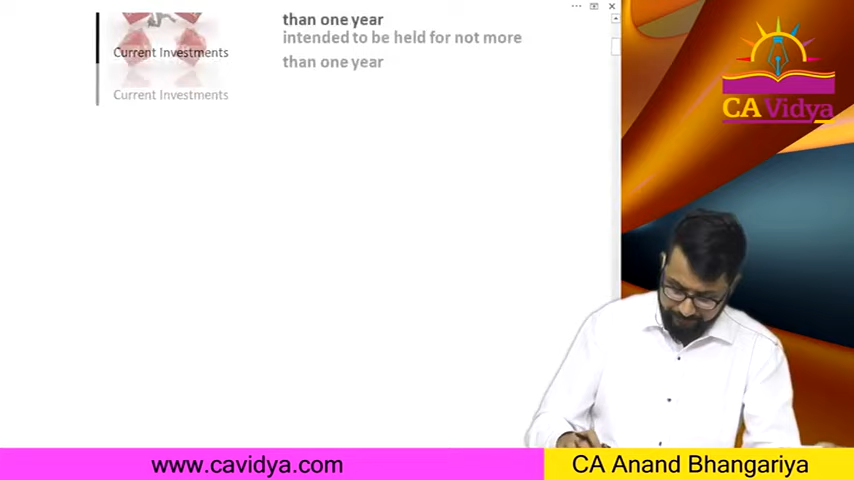 than one year
intended to be held for not more
Current Investments
than one year
Current Investments
CA Vidya
www.cavidya.com
CA Anand Bhangariya